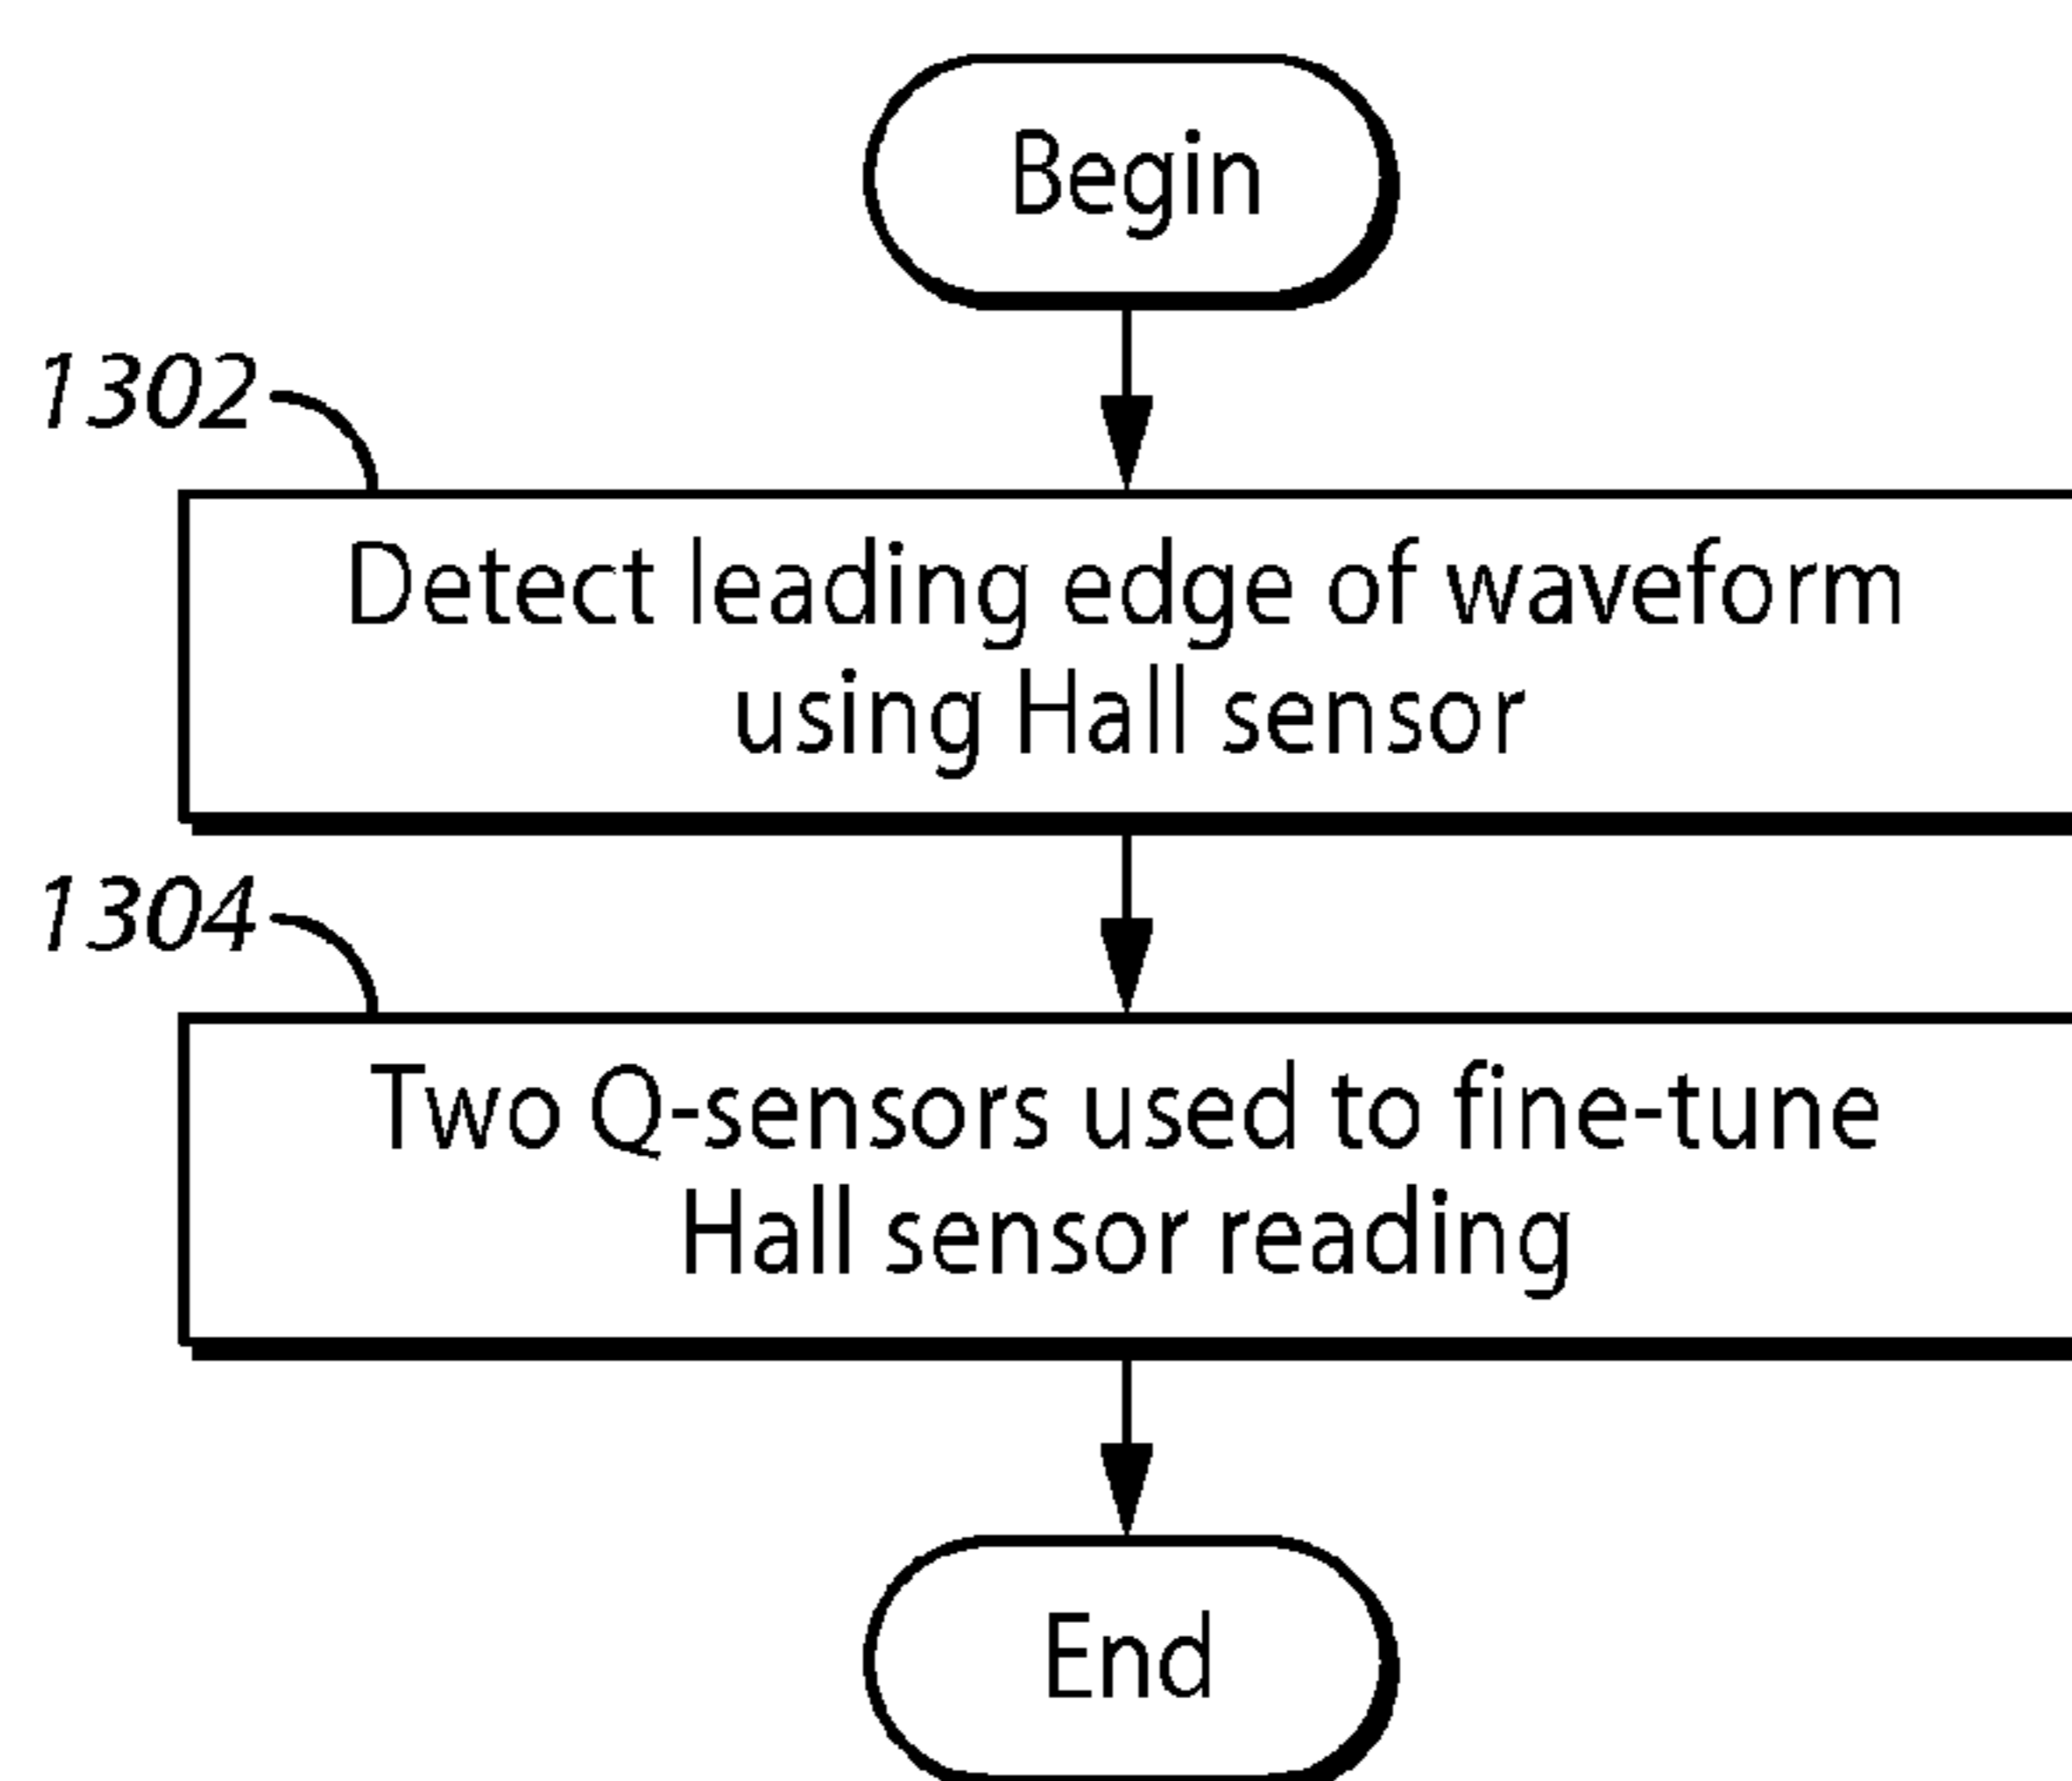 Begin
1302
Detect leading edge of waveform
using Hall sensor
1304
Two Q-sensors used to fine-tune
Hall sensor reading
End